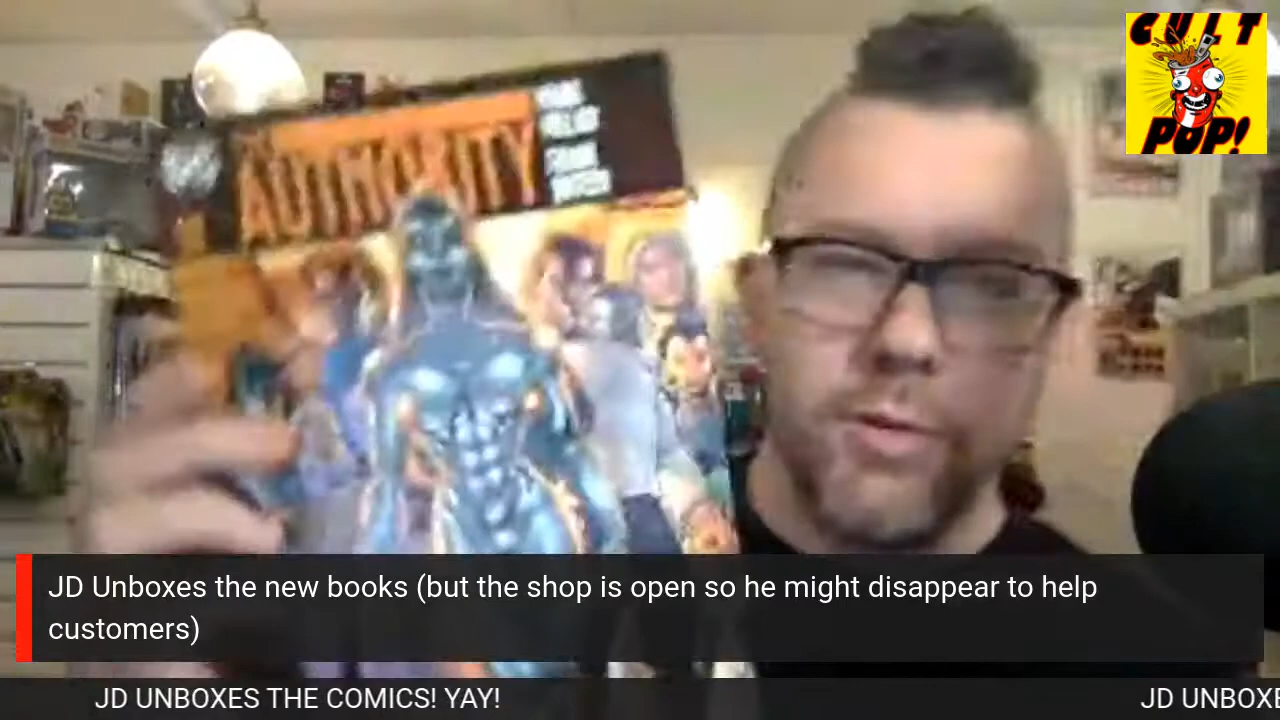 CULT
POP!
AUTHORITY
JD Unboxes the new books (but the shop is open so he might disappear to help
customers)
JD UNBOXES THE COMICS! YAY!
JD UNBOXE